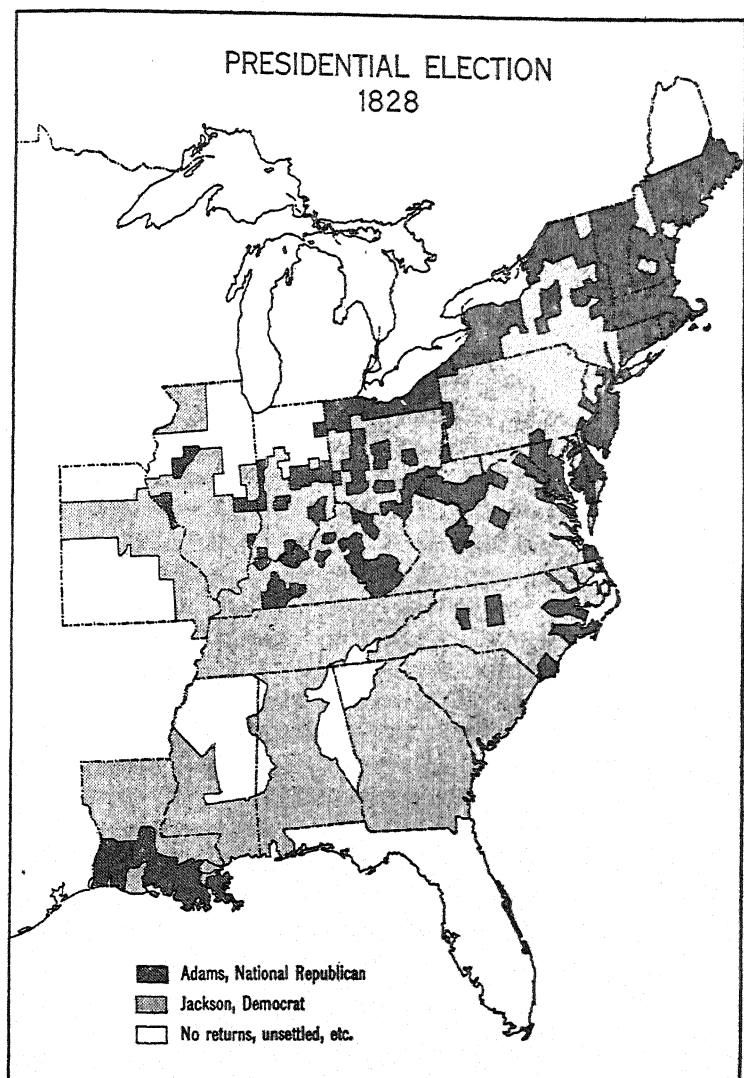 PRESIDENTIAL ELECTION
1828
Adams, National Republican
Jackson, Democrat
No returns, unsettled, etc.